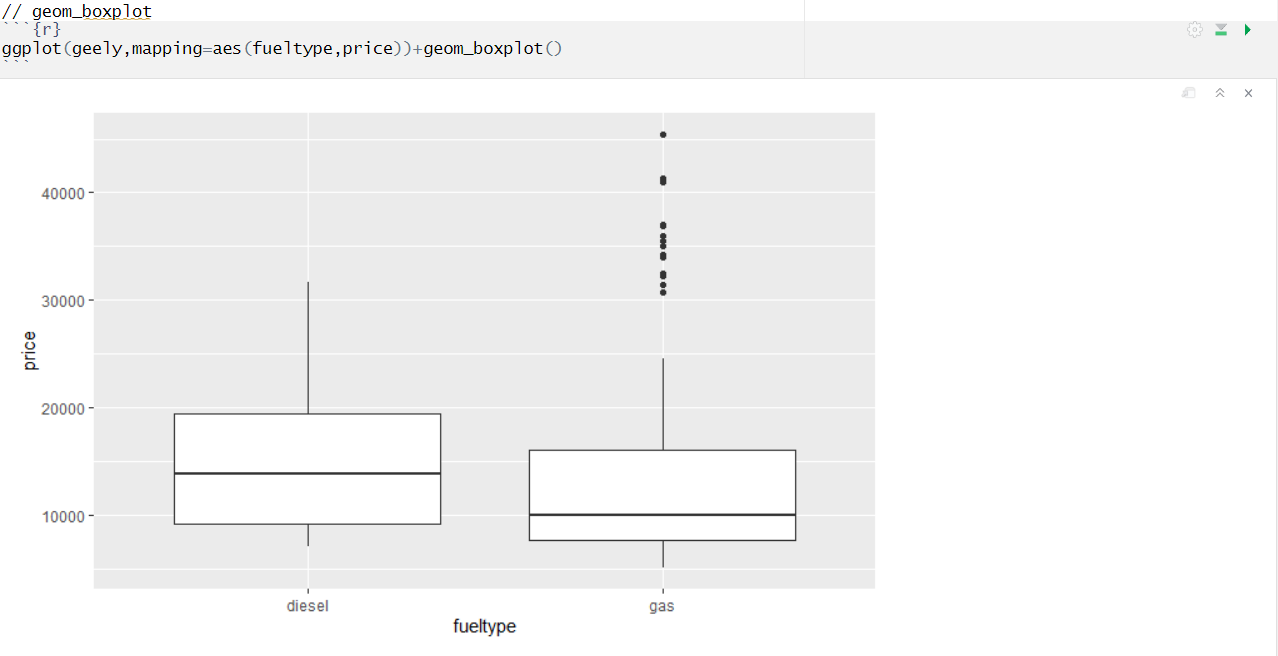 // geom_boxplot
```{r}
ggplot(geely,mapping=aes(fueltype,price))+geom_boxplot()
```
40000
30000
price
20000
10000
diesel gas
fueltype